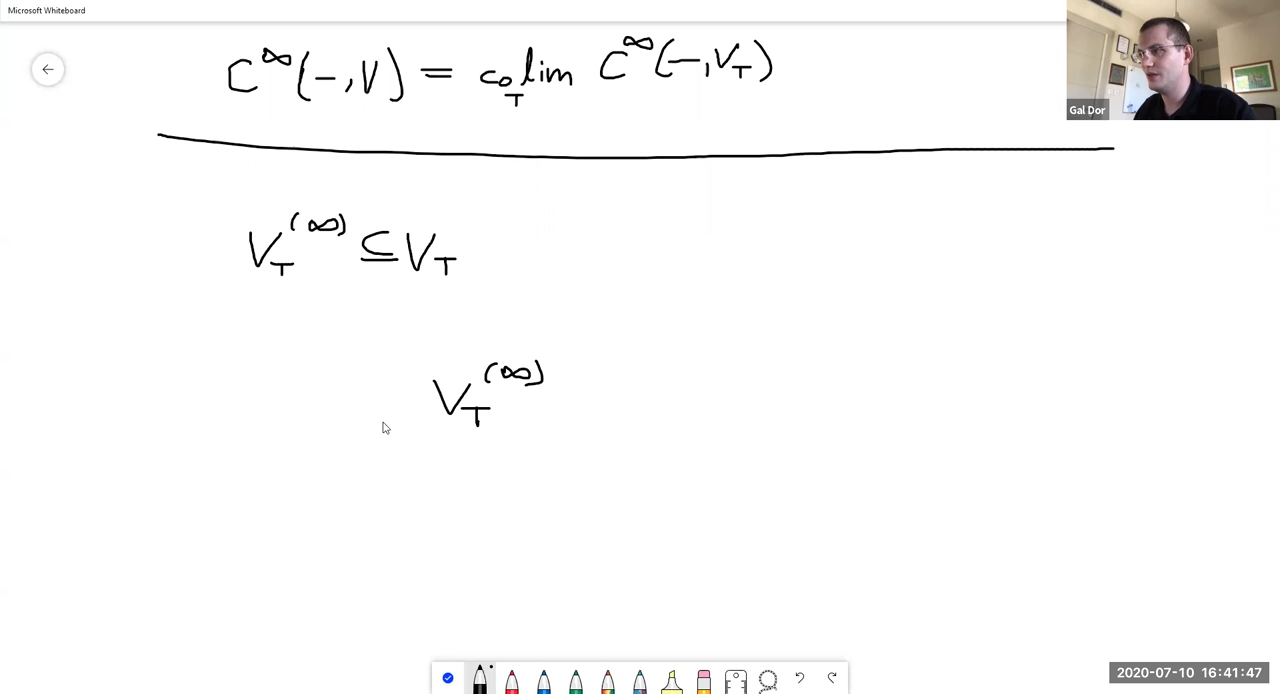 Microsoft Whiteboard
C^∞(-, V) = colim_T C^∞(-, V_T)
Gal Dor
V_T^(∞) ⊆ V_T
V_T^(∞)
2020-07-10 16:41:47